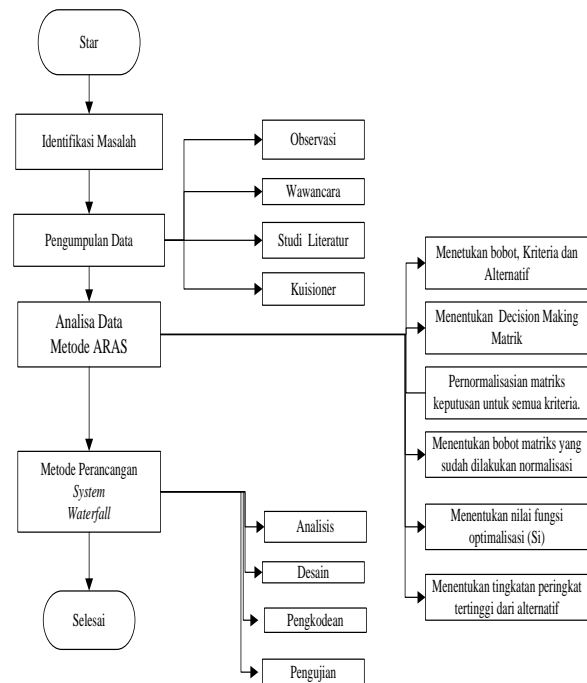 Star
Identifikasi Masalah
Pengumpulan Data
Observasi
Wawancara
Studi Literatur
Kuisioner
Analisa Data
Metode ARAS
Menetukan bobot, Kriteria dan
Alternatif
Menentukan Decision Making
Matrik
Pernormalisasian matriks
keputusan untuk semua kriteria.
Menentukan bobot matriks yang
sudah dilakukan normalisasi
Menentukan nilai fungsi
optimalisasi (Si)
Menentukan tingkatan peringkat
tertinggi dari alternatif
Metode Perancangan
System
Waterfall
Analisis
Desain
Pengkodean
Pengujian
Selesai